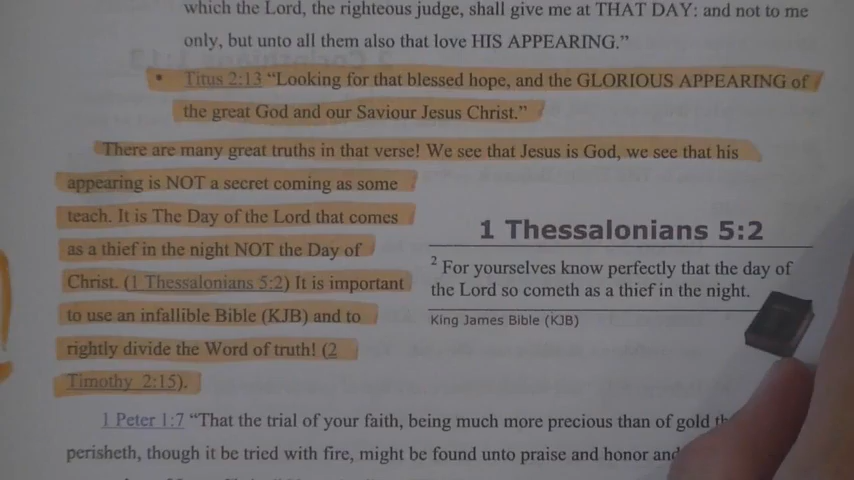 which the Lord, the righteous judge, shall give me at THAT DAY: and not to me
only, but unto all them also that love HIS APPEARING.”
• Titus 2:13 “Looking for that blessed hope, and the GLORIOUS APPEARING of
the great God and our Saviour Jesus Christ.”
There are many great truths in that verse! We see that Jesus is God, we see that his
appearing is NOT a secret coming as some
teach. It is The Day of the Lord that comes
as a thief in the night NOT the Day of
Christ. (1 Thessalonians 5:2) It is important
to use an infallible Bible (KJB) and to
rightly divide the Word of truth! (2
Timothy 2:15).
1 Thessalonians 5:2
2 For yourselves know perfectly that the day of
the Lord so cometh as a thief in the night.
King James Bible (KJB)
1 Peter 1:7 “That the trial of your faith, being much more precious than of gold
perisheth, though it be tried with fire, might be found unto praise and honor and